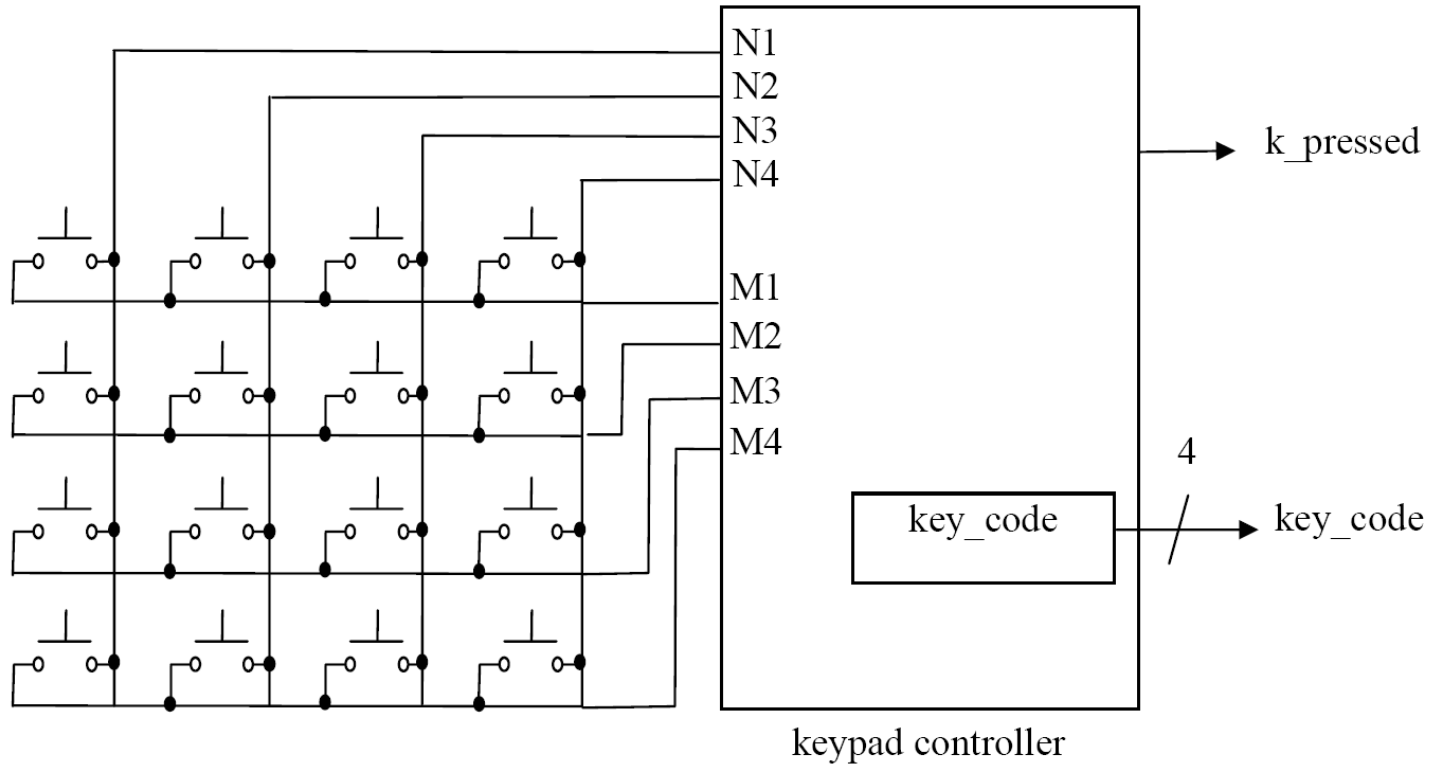 N1
N2
N3
N4
k_pressed
M1
M2
M3
M4
4
key_code
key_code
keypad controller